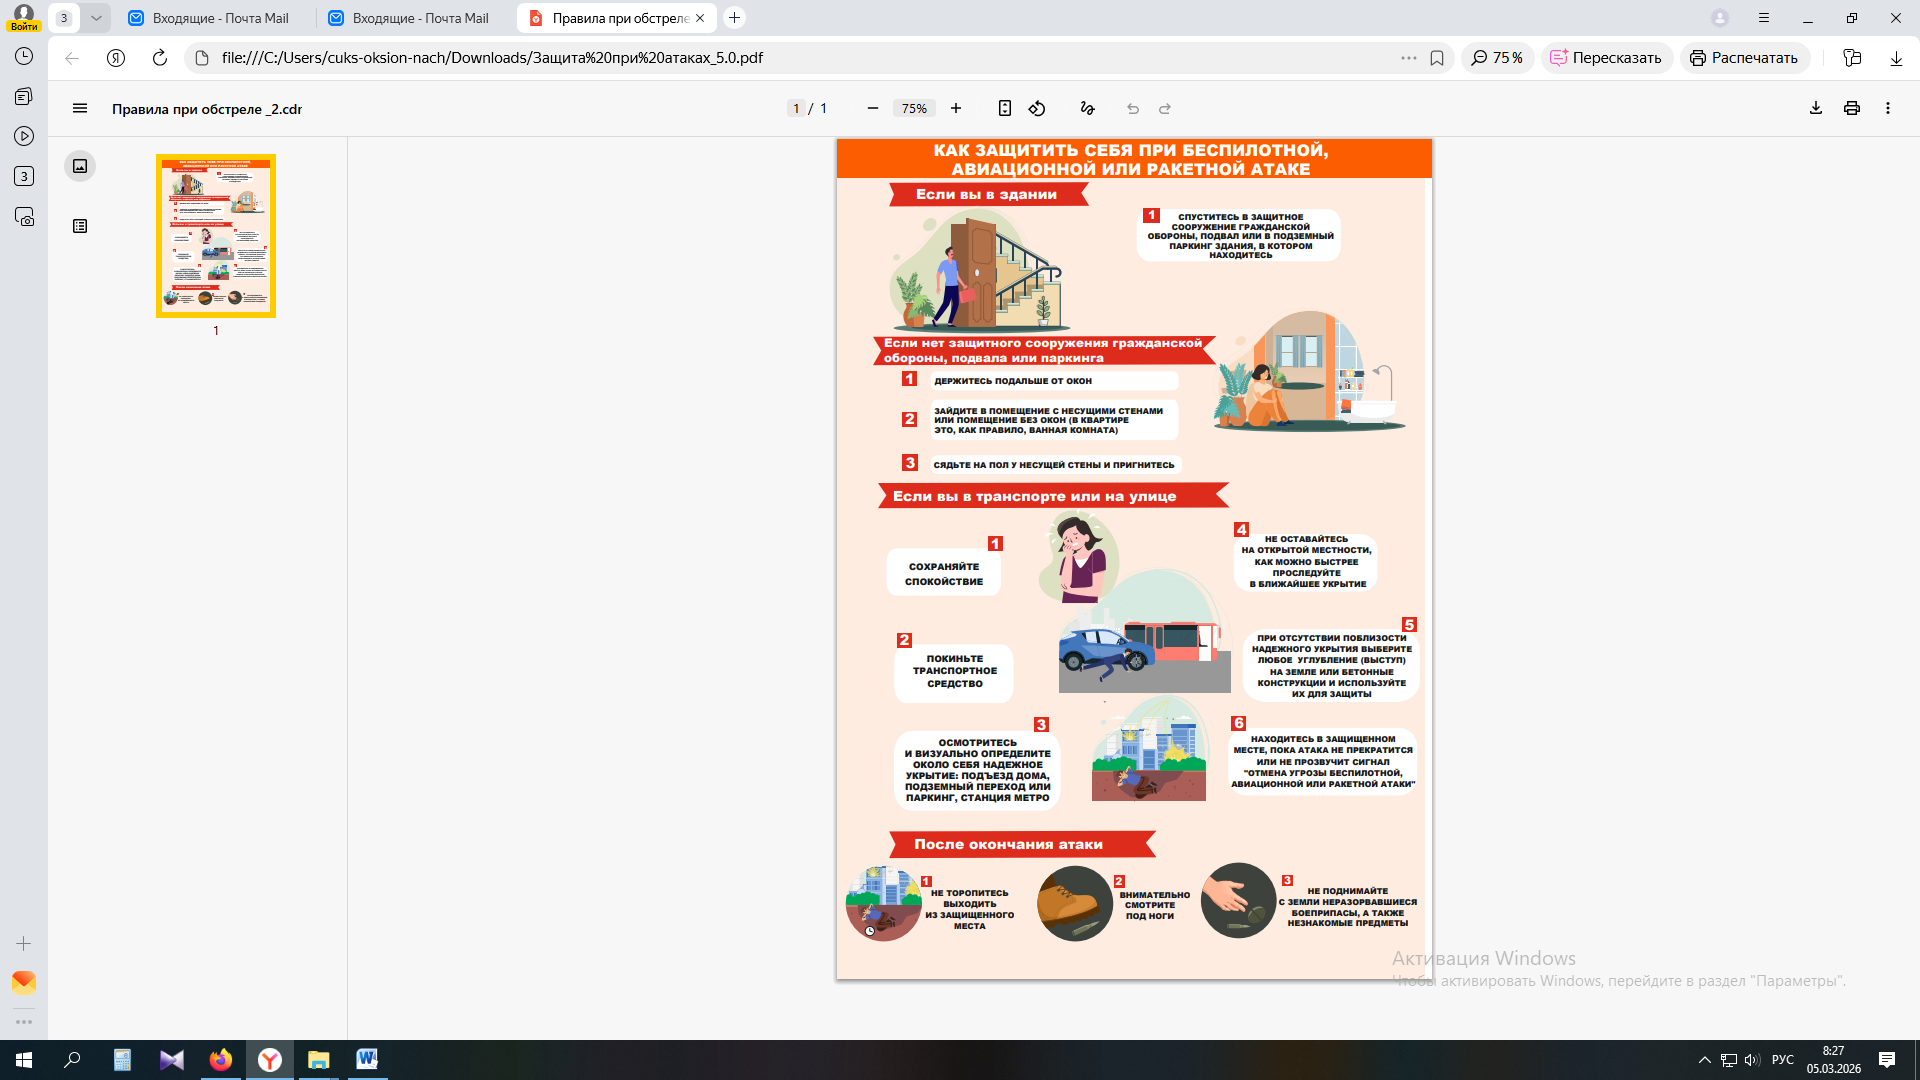 Войти
3
Входящие - Почта Mail
Входящие - Почта Mail
Правила при обстреле
file:///C:/Users/cuks-oksion-nach/Downloads/Защита%20при%20атаках_5.0.pdf
75 %
Пересказать
Распечатать
Правила при обстреле _2.cdr
1 / 1
75%
3
1
КАК ЗАЩИТИТЬ СЕБЯ ПРИ БЕСПИЛОТНОЙ,
АВИАЦИОННОЙ ИЛИ РАКЕТНОЙ АТАКЕ
Если вы в здании
1
СПУСТИТЕСЬ В ЗАЩИТНОЕ
СООРУЖЕНИЕ ГРАЖДАНСКОЙ
ОБОРОНЫ, ПОДВАЛ ИЛИ В ПОДЗЕМНЫЙ
ПАРКИНГ ЗДАНИЯ, В КОТОРОМ
НАХОДИТЕСЬ
Если нет защитного сооружения гражданской
обороны, подвала или паркинга
1
ДЕРЖИТЕСЬ ПОДАЛЬШЕ ОТ ОКОН
2
ЗАЙДИТЕ В ПОМЕЩЕНИЕ С НЕСУЩИМИ СТЕНАМИ
ИЛИ ПОМЕЩЕНИЕ БЕЗ ОКОН (В КВАРТИРЕ
ЭТО, КАК ПРАВИЛО, ВАННАЯ КОМНАТА)
3
СЯДЬТЕ НА ПОЛ У НЕСУЩЕЙ СТЕНЫ И ПРИГНИТЕСЬ
Если вы в транспорте или на улице
1
СОХРАНЯЙТЕ
СПОКОЙСТВИЕ
2
ПОКИНЬТЕ
ТРАНСПОРТНОЕ
СРЕДСТВО
3
ОСМОТРИТЕСЬ
И ВИЗУАЛЬНО ОПРЕДЕЛИТЕ
ОКОЛО СЕБЯ НАДЕЖНОЕ
УКРЫТИЕ: ПОДЪЕЗД ДОМА,
ПОДЗЕМНЫЙ ПЕРЕХОД ИЛИ
ПАРКИНГ, СТАНЦИЯ МЕТРО
4
НЕ ОСТАВАЙТЕСЬ
НА ОТКРЫТОЙ МЕСТНОСТИ,
КАК МОЖНО БЫСТРЕЕ
ПРОСЛЕДУЙТЕ
В БЛИЖАЙШЕЕ УКРЫТИЕ
5
ПРИ ОТСУТСТВИИ ПОБЛИЗОСТИ
НАДЕЖНОГО УКРЫТИЯ ВЫБЕРИТЕ
ЛЮБОЕ УГЛУБЛЕНИЕ (ВЫСТУП)
НА ЗЕМЛЕ ИЛИ БЕТОННЫЕ
КОНСТРУКЦИИ И ИСПОЛЬЗУЙТЕ
ИХ ДЛЯ ЗАЩИТЫ
6
НАХОДИТЕСЬ В ЗАЩИЩЕННОМ
МЕСТЕ, ПОКА АТАКА НЕ ПРЕКРАТИТСЯ
ИЛИ НЕ ПРОЗВУЧИТ СИГНАЛ
"ОТМЕНА УГРОЗЫ БЕСПИЛОТНОЙ,
АВИАЦИОННОЙ ИЛИ РАКЕТНОЙ АТАКИ"
После окончания атаки
1
НЕ ТОРОПИТЕСЬ
ВЫХОДИТЬ
ИЗ ЗАЩИЩЕННОГО
МЕСТА
2
ВНИМАТЕЛЬНО
СМОТРИТЕ
ПОД НОГИ
3
НЕ ПОДНИМАЙТЕ
С ЗЕМЛИ НЕРАЗОРВАВШИЕСЯ
БОЕПРИПАСЫ, А ТАКЖЕ
НЕЗНАКОМЫЕ ПРЕДМЕТЫ
Активация Windows
Чтобы активировать Windows, перейдите в раздел "Параметры".
РУС
8:27
05.03.2026